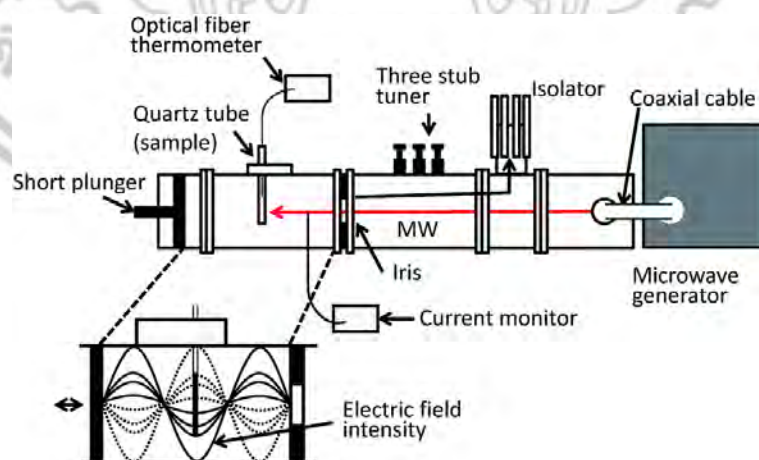 Optical fiber
thermometer
Three stub
tuner
Isolator
Coaxial cable
Quartz tube
(sample)
Short plunger
MW
Iris
Microwave
generator
Current monitor
Electric field
intensity